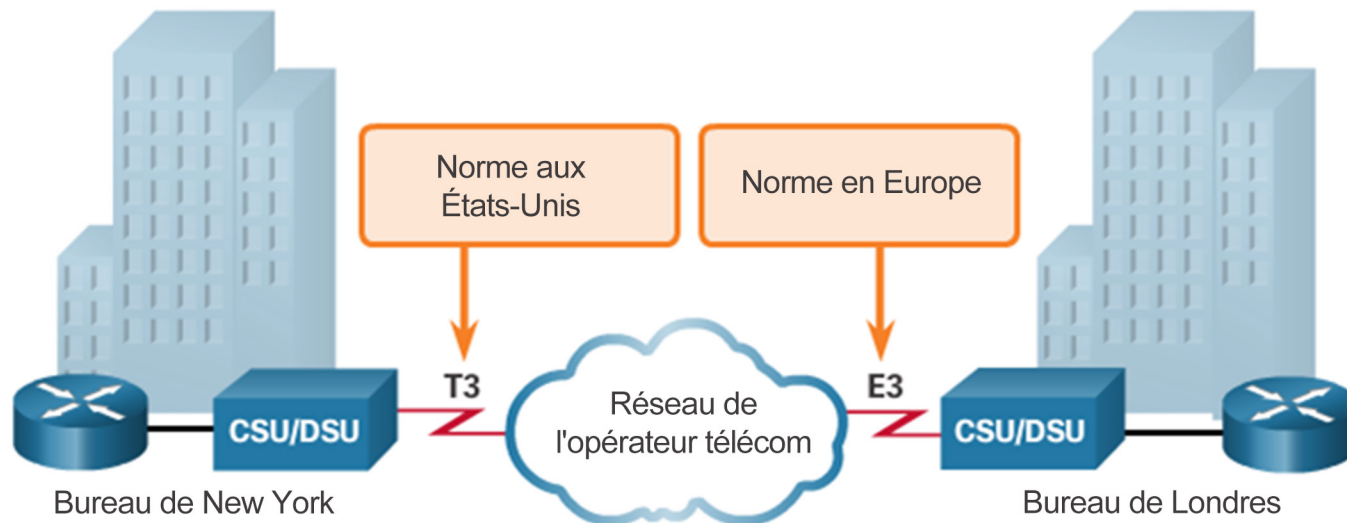 Norme aux
États-Unis
Norme en Europe
T3
E3
Réseau de
l'opérateur télécom
CSU/DSU
CSU/DSU
Bureau de New York
Bureau de Londres